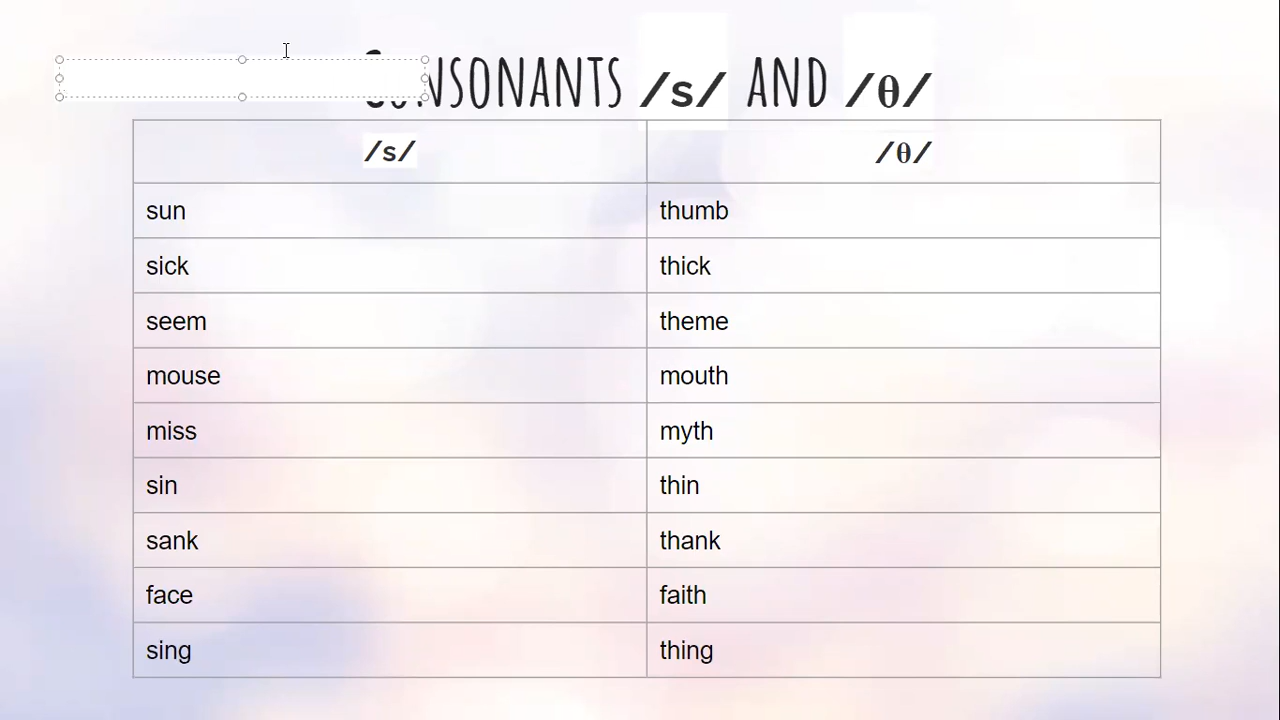 CONSONANTS /s/ AND /θ/
/s/ /θ/
sun thumb
sick thick
seem theme
mouse mouth
miss myth
sin thin
sank thank
face faith
sing thing